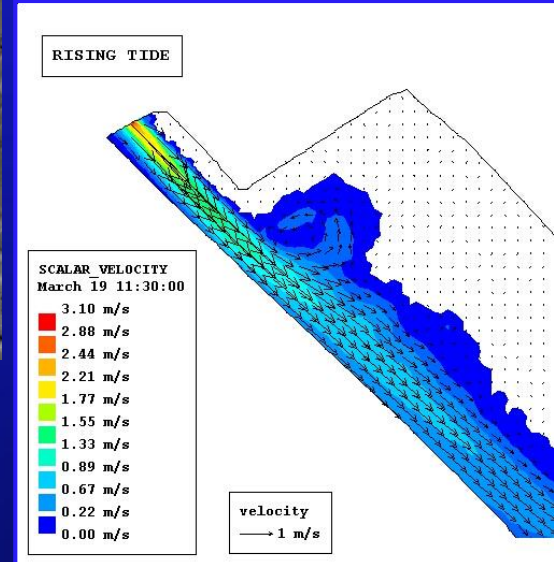 RISING TIDE
SCALAR_VELOCITY
March 19 11:30:00
3.10 m/s
2.88 m/s
2.44 m/s
2.21 m/s
1.77 m/s
1.55 m/s
1.33 m/s
0.89 m/s
0.67 m/s
0.22 m/s
0.00 m/s
velocity
1 m/s